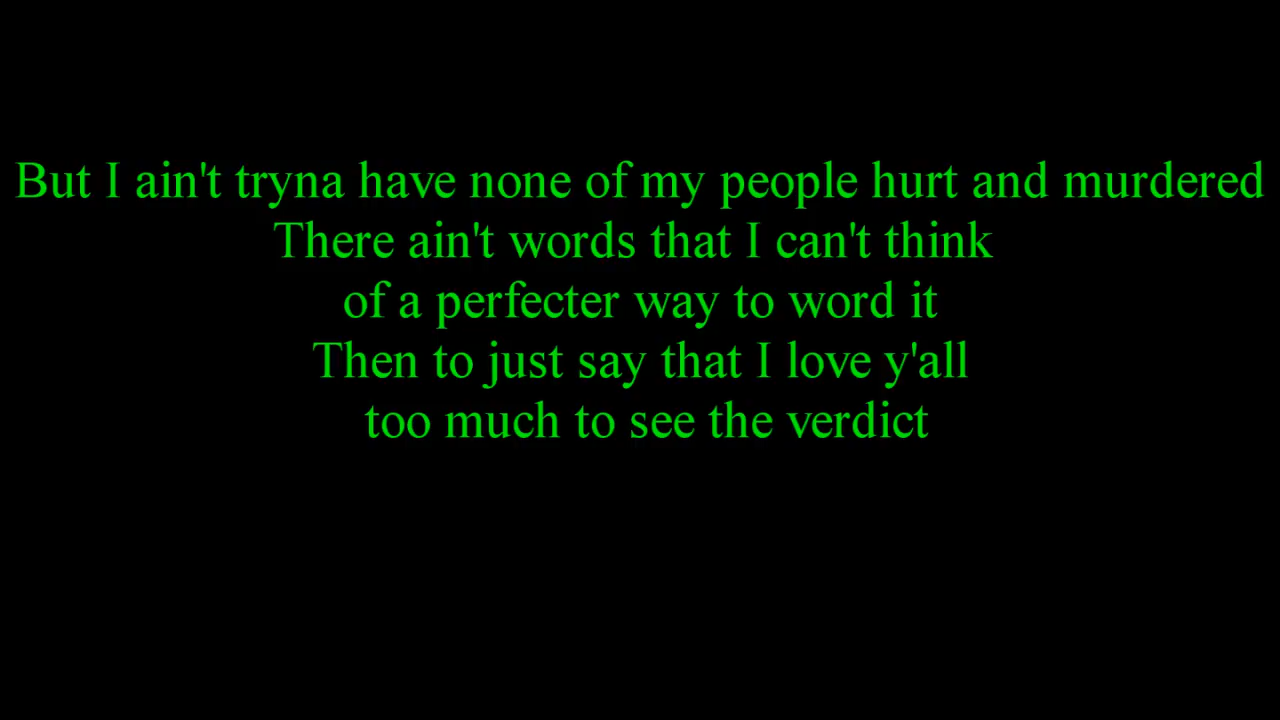 But I ain't tryna have none of my people hurt and murdered
There ain't words that I can't think
of a perfecter way to word it
Then to just say that I love y'all
too much to see the verdict